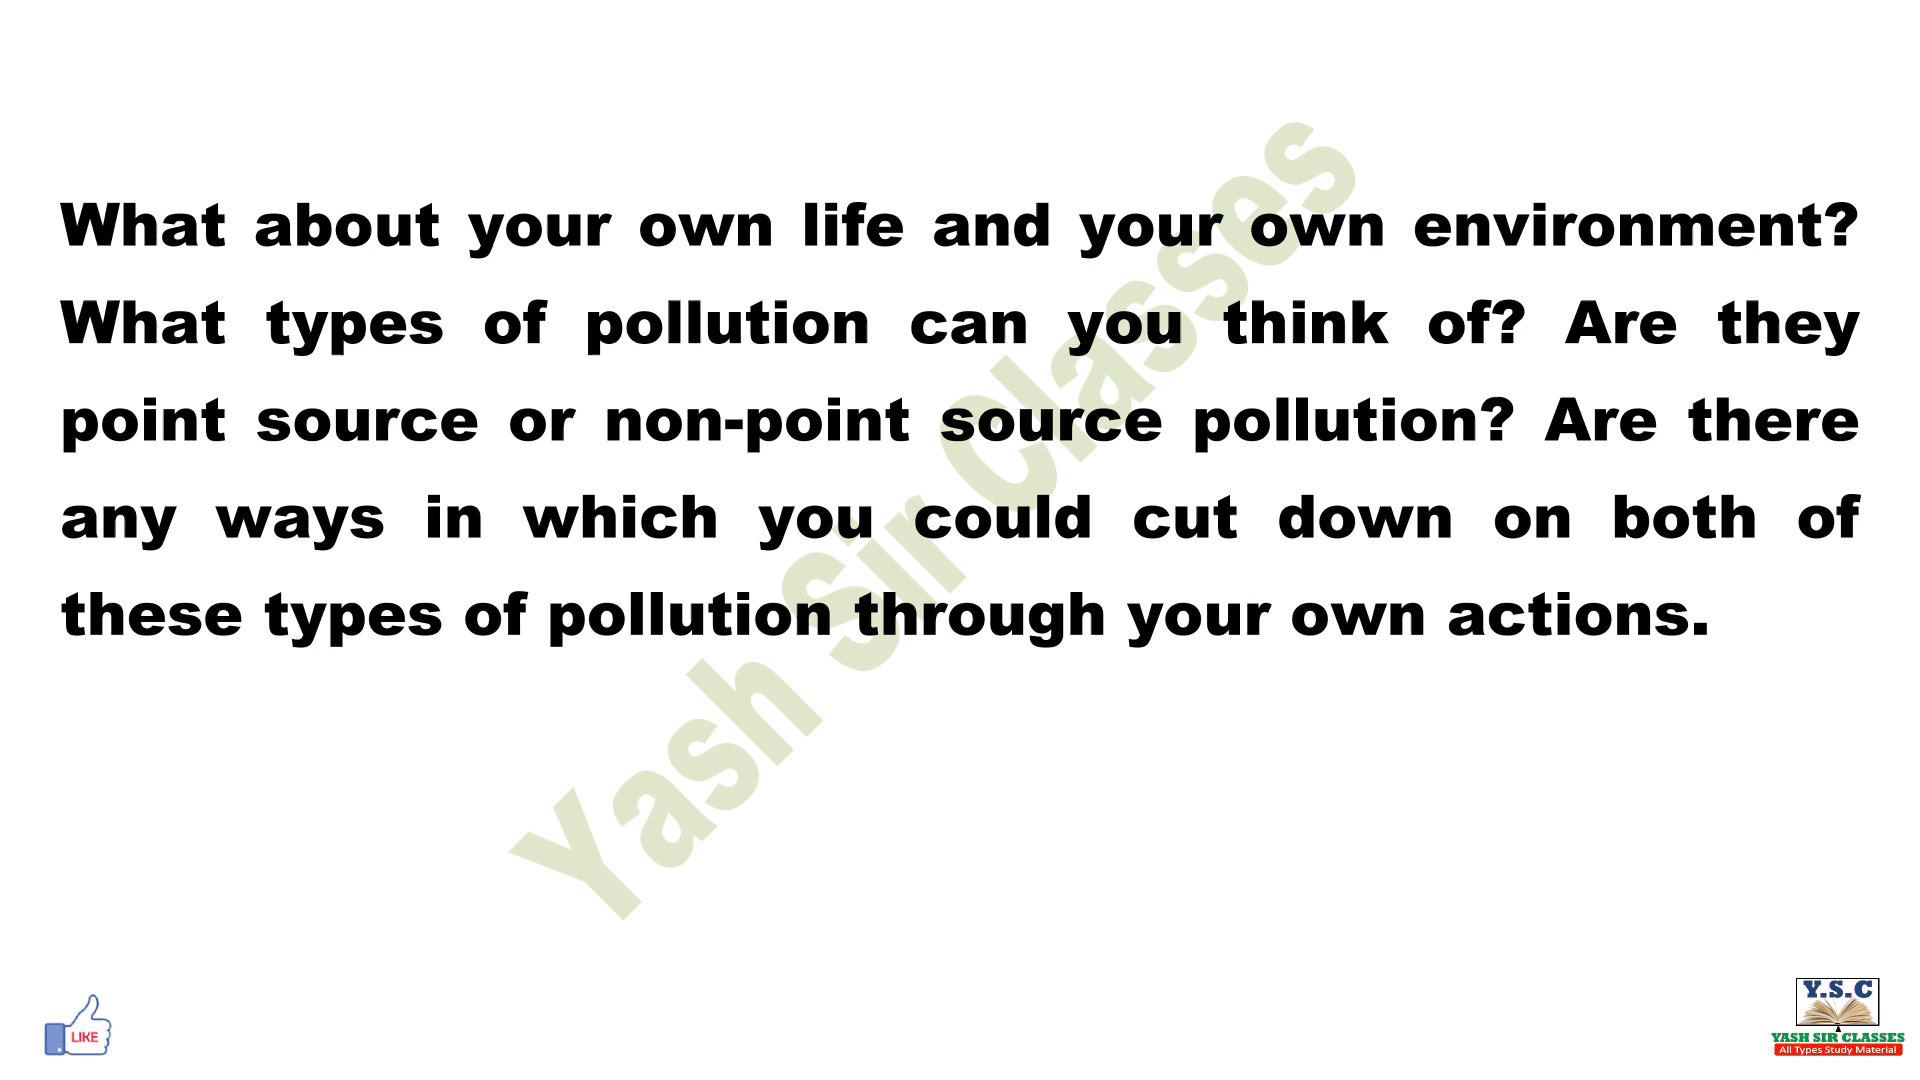 What about your own life and your own environment?
What types of pollution can you think of? Are they
point source or non-point source pollution? Are there
any ways in which you could cut down on both of
these types of pollution through your own actions.
Yash Sir Classes
LIKE
Y.S.C
YASH SIR CLASSES
All Types Study Material